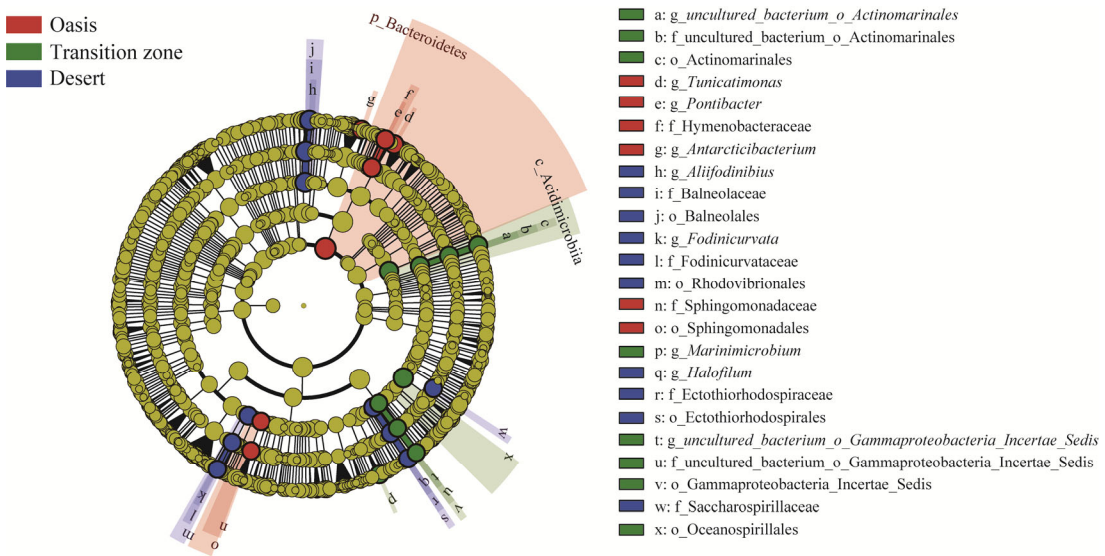 Oasis
Transition zone
Desert
p_Bacteroidetes
c_Acidimicrobiia
j
i
h
g
f
e
d
c
b
a
w
x
v
u
t
s
r
q
p
o
n
m
l
k
a: g_uncultured_bacterium_o_Actinomarinales
b: f_uncultured_bacterium_o_Actinomarinales
c: o_Actinomarinales
d: g_Tunicatimonas
e: g_Pontibacter
f: f_Hymenobacteraceae
g: g_Antarcticibacterium
h: g_Aliifodinibius
i: f_Balneolaceae
j: o_Balneolales
k: g_Fodinicurvata
l: f_Fodinicurvataceae
m: o_Rhodovibrionales
n: f_Sphingomonadaceae
o: o_Sphingomonadales
p: g_Marinimicrobium
q: g_Halofilum
r: f_Ectothiorhodospiraceae
s: o_Ectothiorhodospirales
t: g_uncultured_bacterium_o_Gammaproteobacteria_Incertae_Sedis
u: f_uncultured_bacterium_o_Gammaproteobacteria_Incertae_Sedis
v: o_Gammaproteobacteria_Incertae_Sedis
w: f_Saccharospirillaceae
x: o_Oceanospirillales